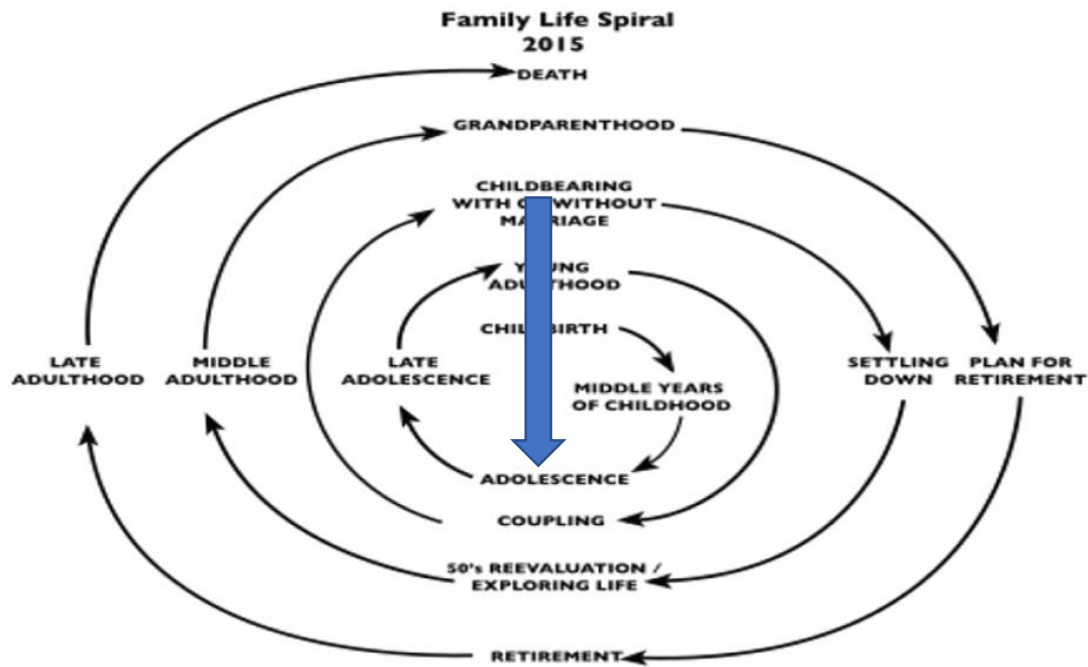 Family Life Spiral
2015
DEATH
GRANDPARENTHOOD
CHILDBEARING
WITH WITHOUT
YOUNG
ADULTHOOD
CHILDBIRTH
LATE
ADULTHOOD
MIDDLE
ADULTHOOD
LATE
ADOLESCENCE
MIDDLE YEARS
OF CHILDHOOD
SETTLING
DOWN
PLAN FOR
RETIREMENT
ADOLESCENCE
COUPLING
50's REEVALUATION /
EXPLORING LIFE
RETIREMENT